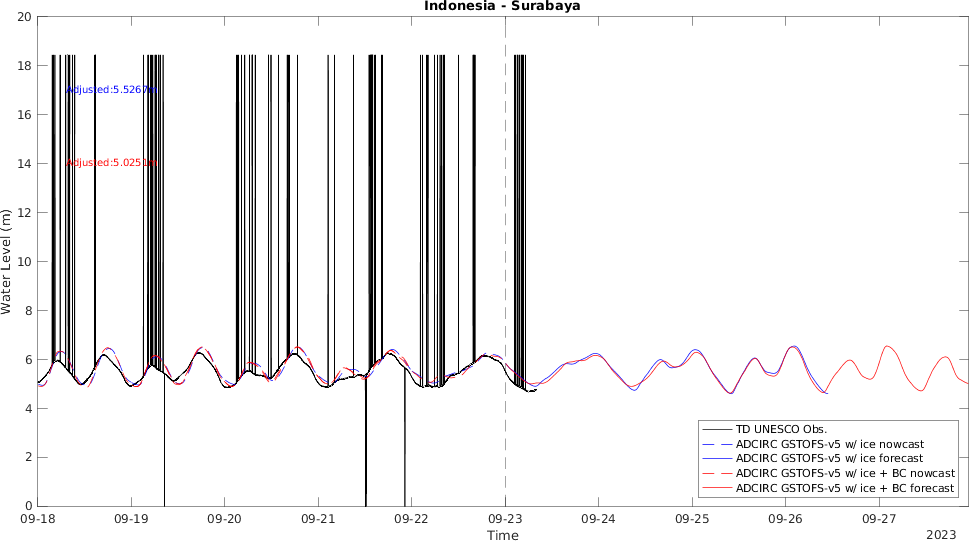 Indonesia - Surabaya
20
18
16
14
12
10
8
6
4
2
0
Water Level (m)
Adjusted:5.5267m
Adjusted:5.0251m
TD UNESCO Obs.
ADCIRC GSTOFS-v5 w/ ice nowcast
ADCIRC GSTOFS-v5 w/ ice forecast
ADCIRC GSTOFS-v5 w/ ice + BC nowcast
ADCIRC GSTOFS-v5 w/ ice + BC forecast
09-18 09-19 09-20 09-21 09-22 09-23 09-24 09-25 09-26 09-27
Time
2023